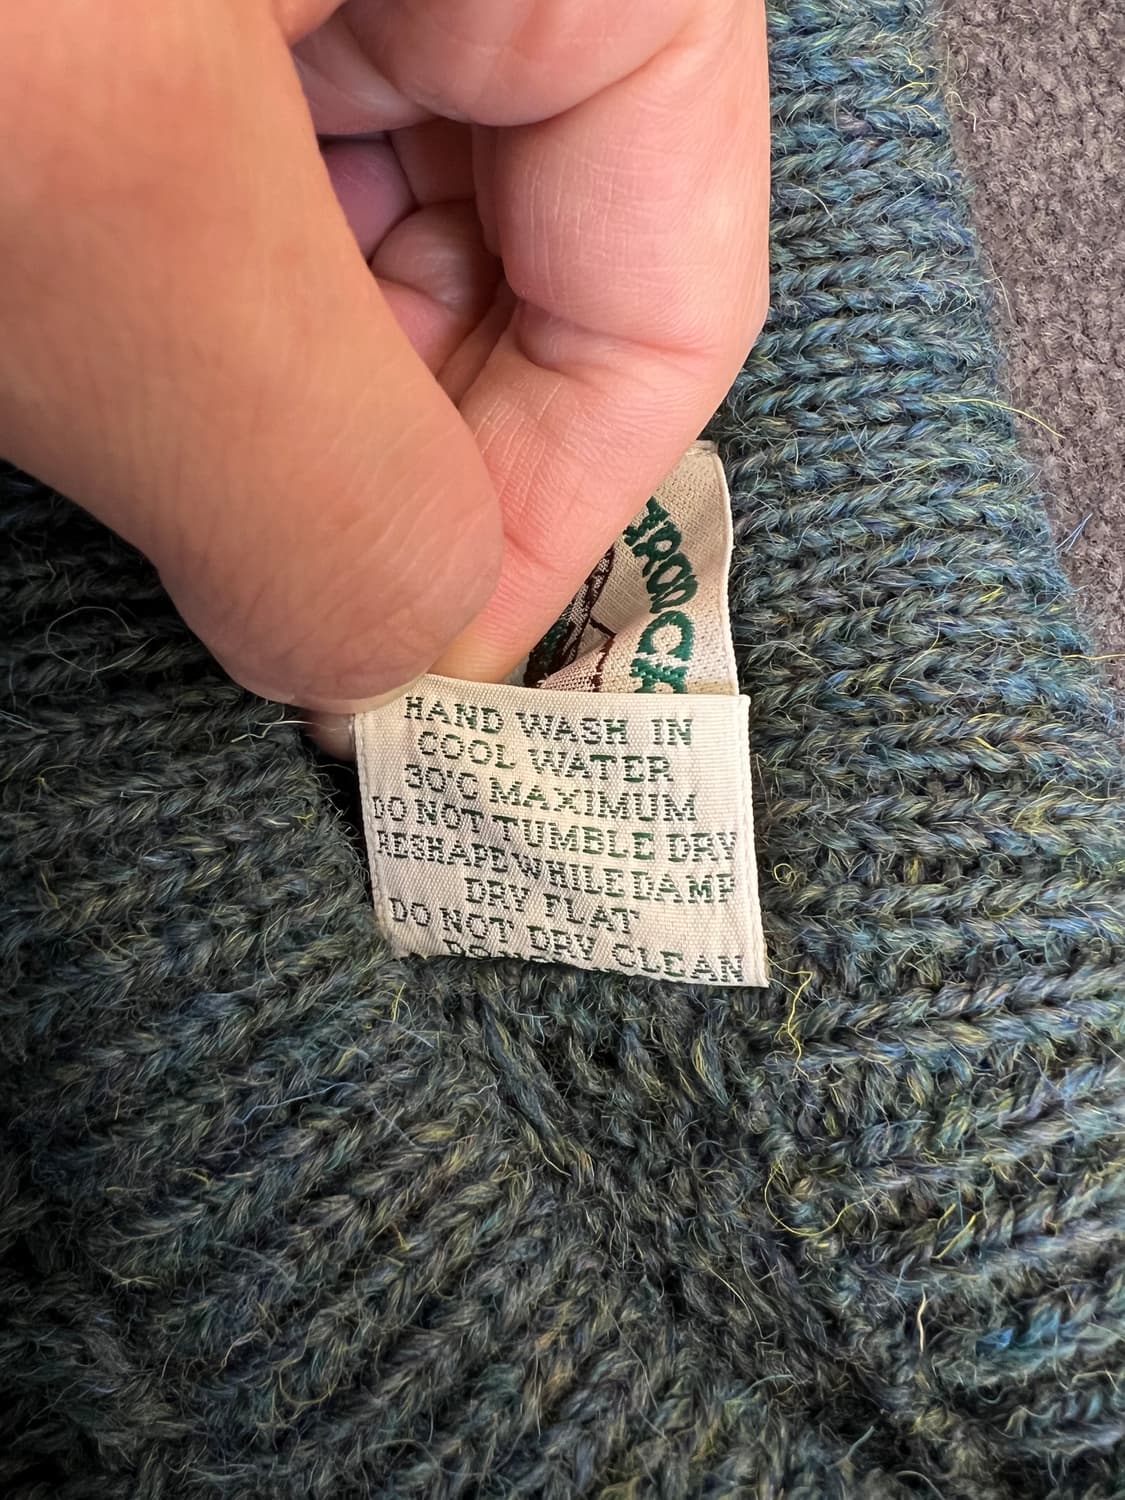 HAND WASH IN
COOL WATER
30°C MAXIMUM
DO NOT TUMBLE DRY
RESHAPE WHILE DAMP
DRY FLAT
DO NOT DRY CLEAN